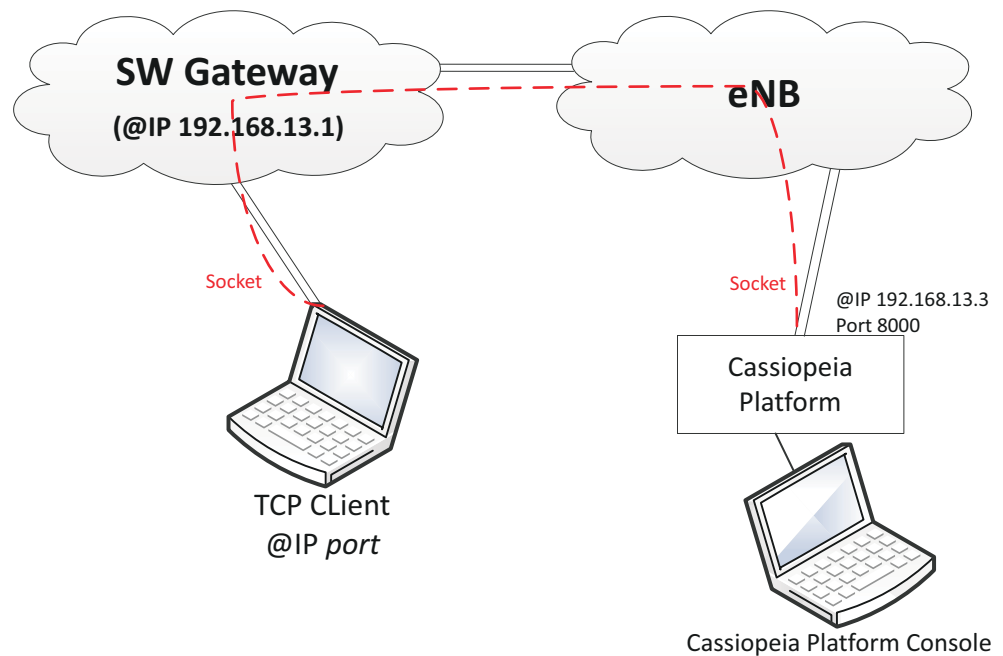 SW Gateway
(@IP 192.168.13.1)
eNB
Socket
Socket
@IP 192.168.13.3
Port 8000
Cassiopeia
Platform
TCP CLient
@IP port
Cassiopeia Platform Console